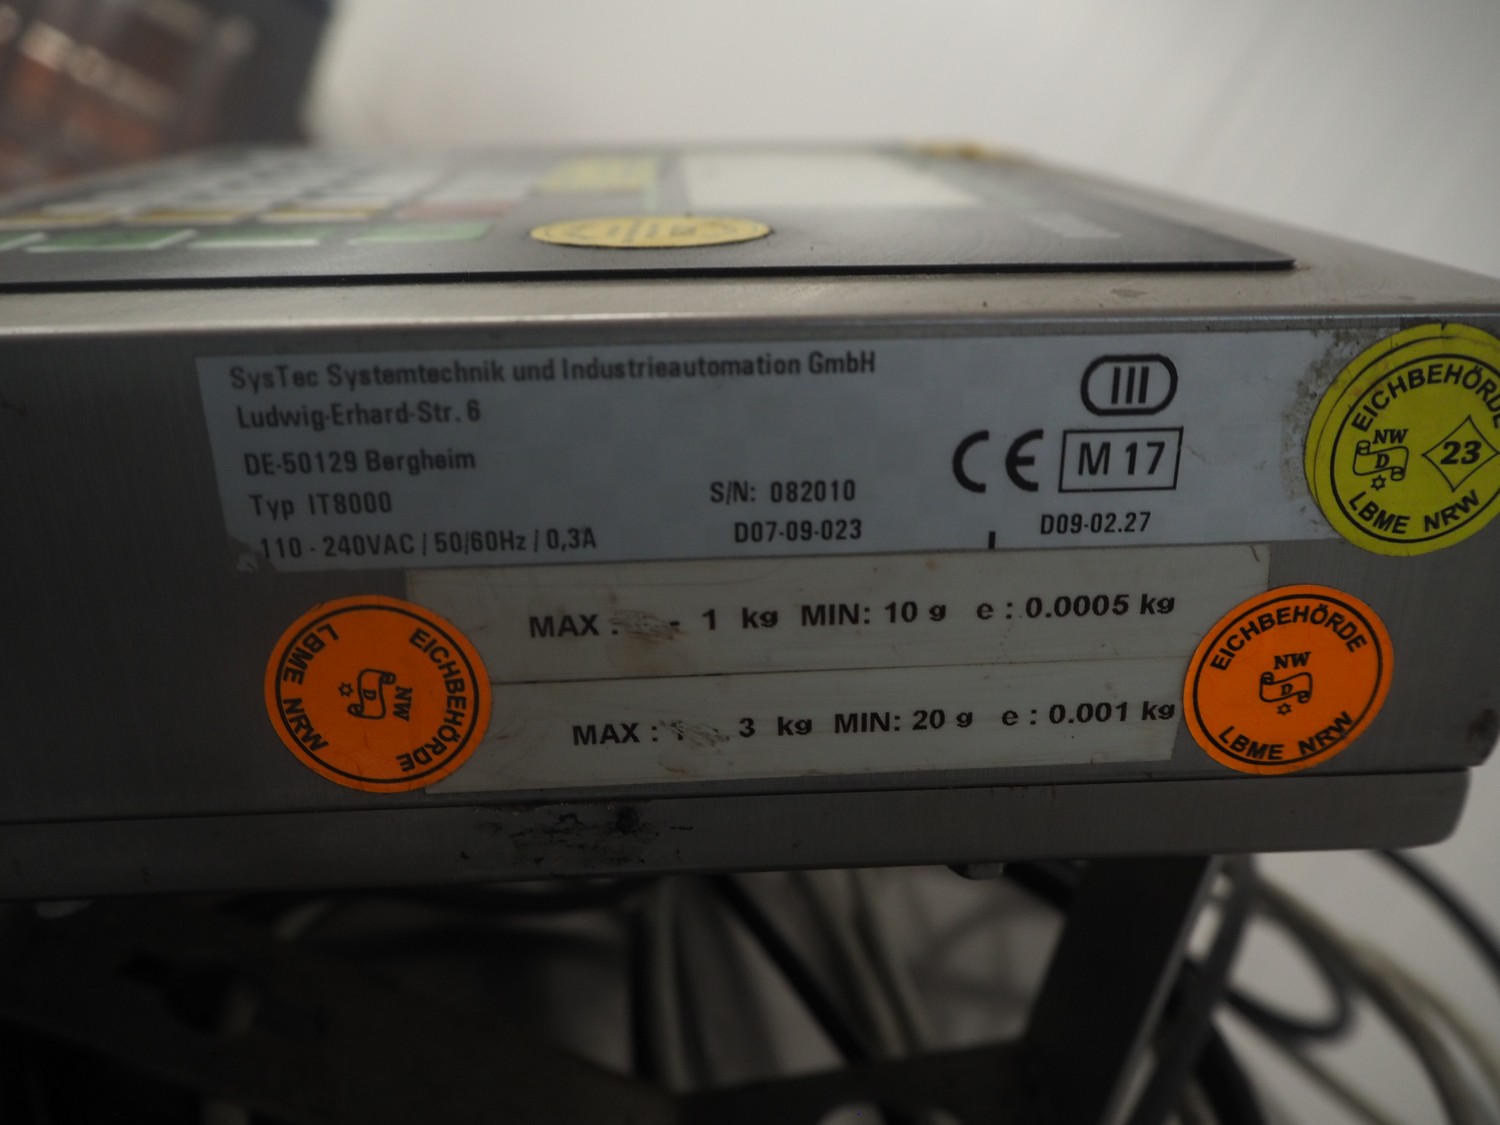 SysTec Systemtechnik und Industrieautomation GmbH
Ludwig-Erhard-Str. 6
DE-50129 Bergheim
Typ IT8000
110 - 240VAC / 50/60Hz / 0,3A
S/N: 082010
D07-09-023
III
CE M 17
D09-02.27
EICHBEHÖRDE
NW
D
23
LBME NRW
MAX : - 1 kg MIN: 10 g e : 0.0005 kg
MAX : 3 kg MIN: 20 g e : 0.001 kg
EICHBEHÖRDE
NW
D
LBME NRW
EICHBEHÖRDE
NW
D
LBME NRW